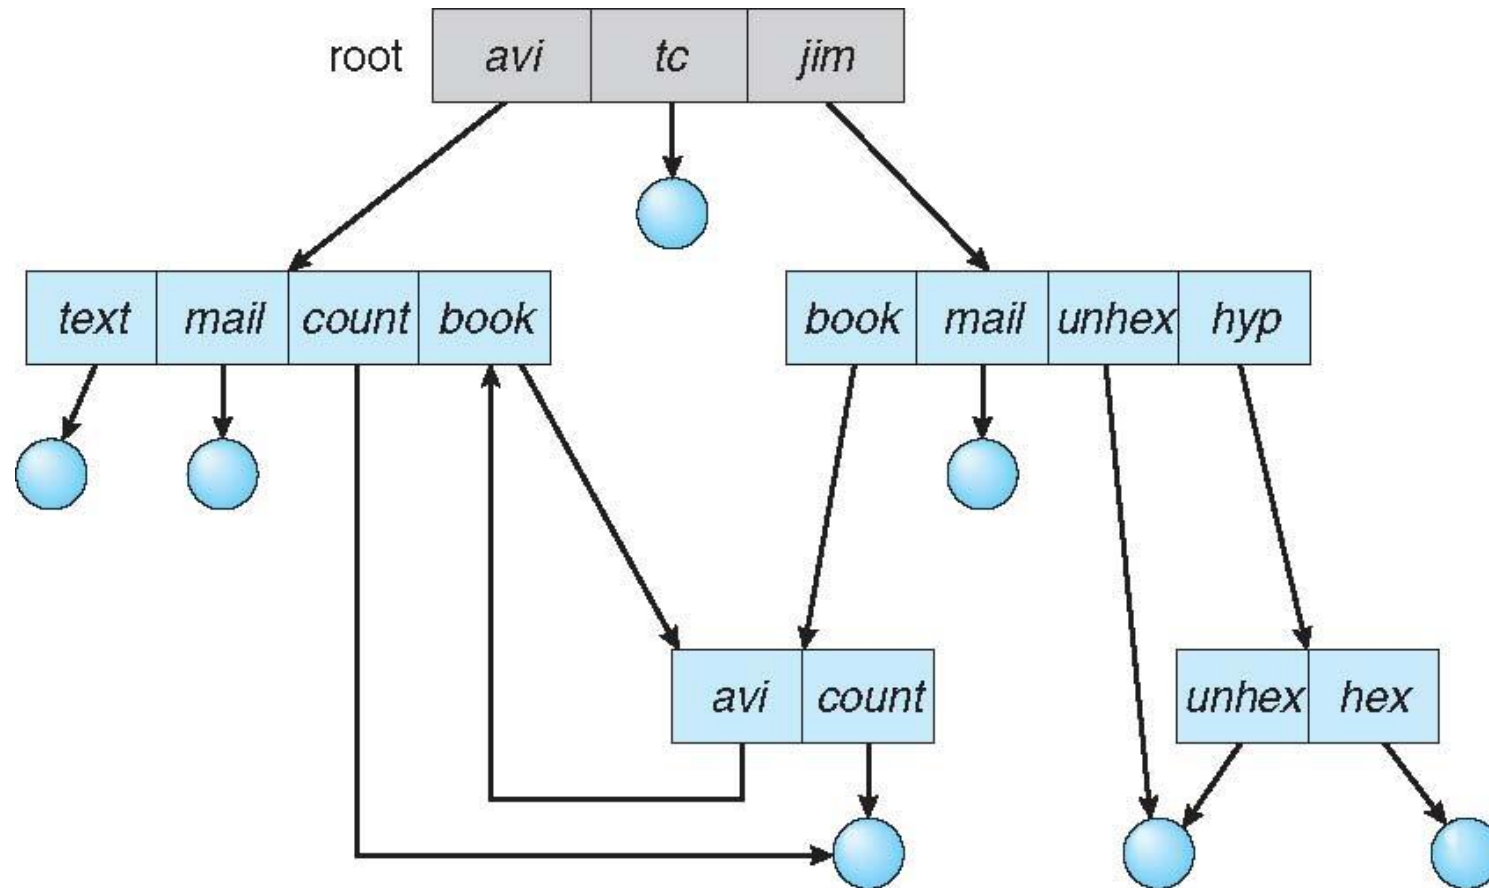 root avi tc jim
text mail count book
book mail unhex hyp
avi count
unhex hex